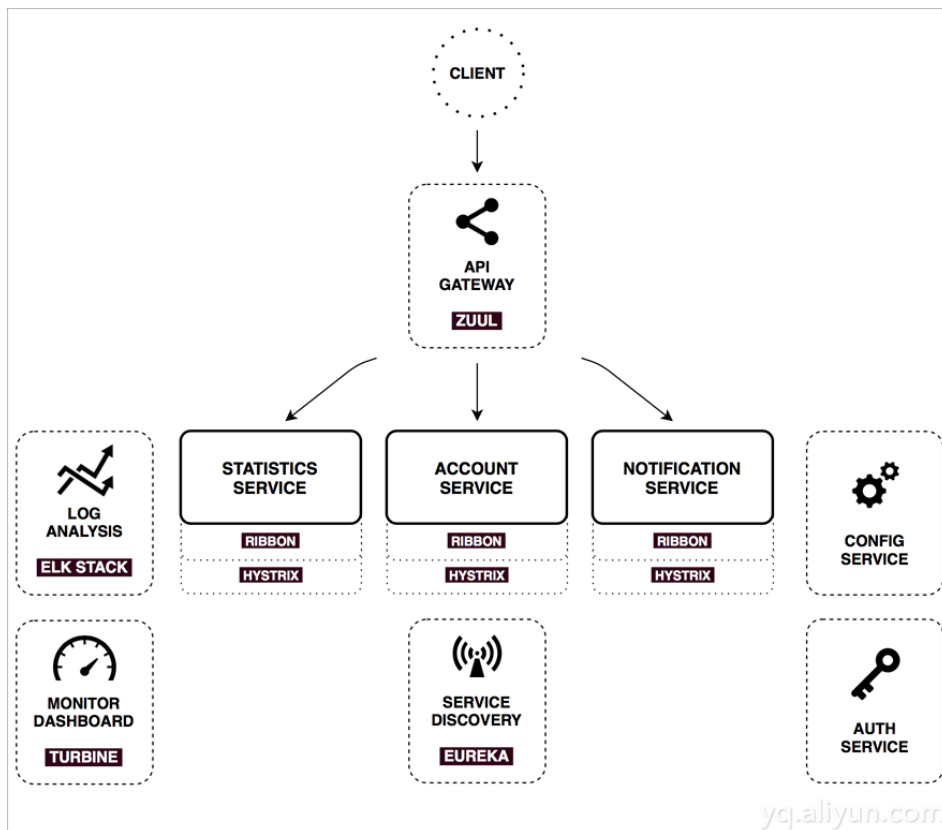 CLIENT
API
GATEWAY
ZUUL
LOG
ANALYSIS
ELK STACK
STATISTICS
SERVICE
RIBBON
HYSTRIX
ACCOUNT
SERVICE
RIBBON
HYSTRIX
NOTIFICATION
SERVICE
RIBBON
HYSTRIX
CONFIG
SERVICE
MONITOR
DASHBOARD
TURBINE
SERVICE
DISCOVERY
EUREKA
AUTH
SERVICE
yq.aliyun.com